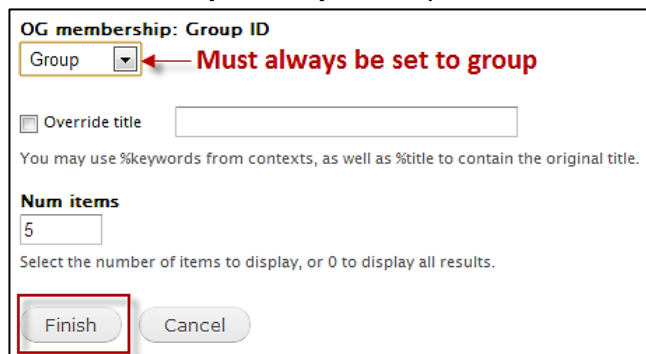 OG membership: Group ID
Group Must always be set to group
Override title
You may use %keywords from contexts, as well as %title to contain the original title.
Num items
5
Select the number of items to display, or 0 to display all results.
Finish Cancel